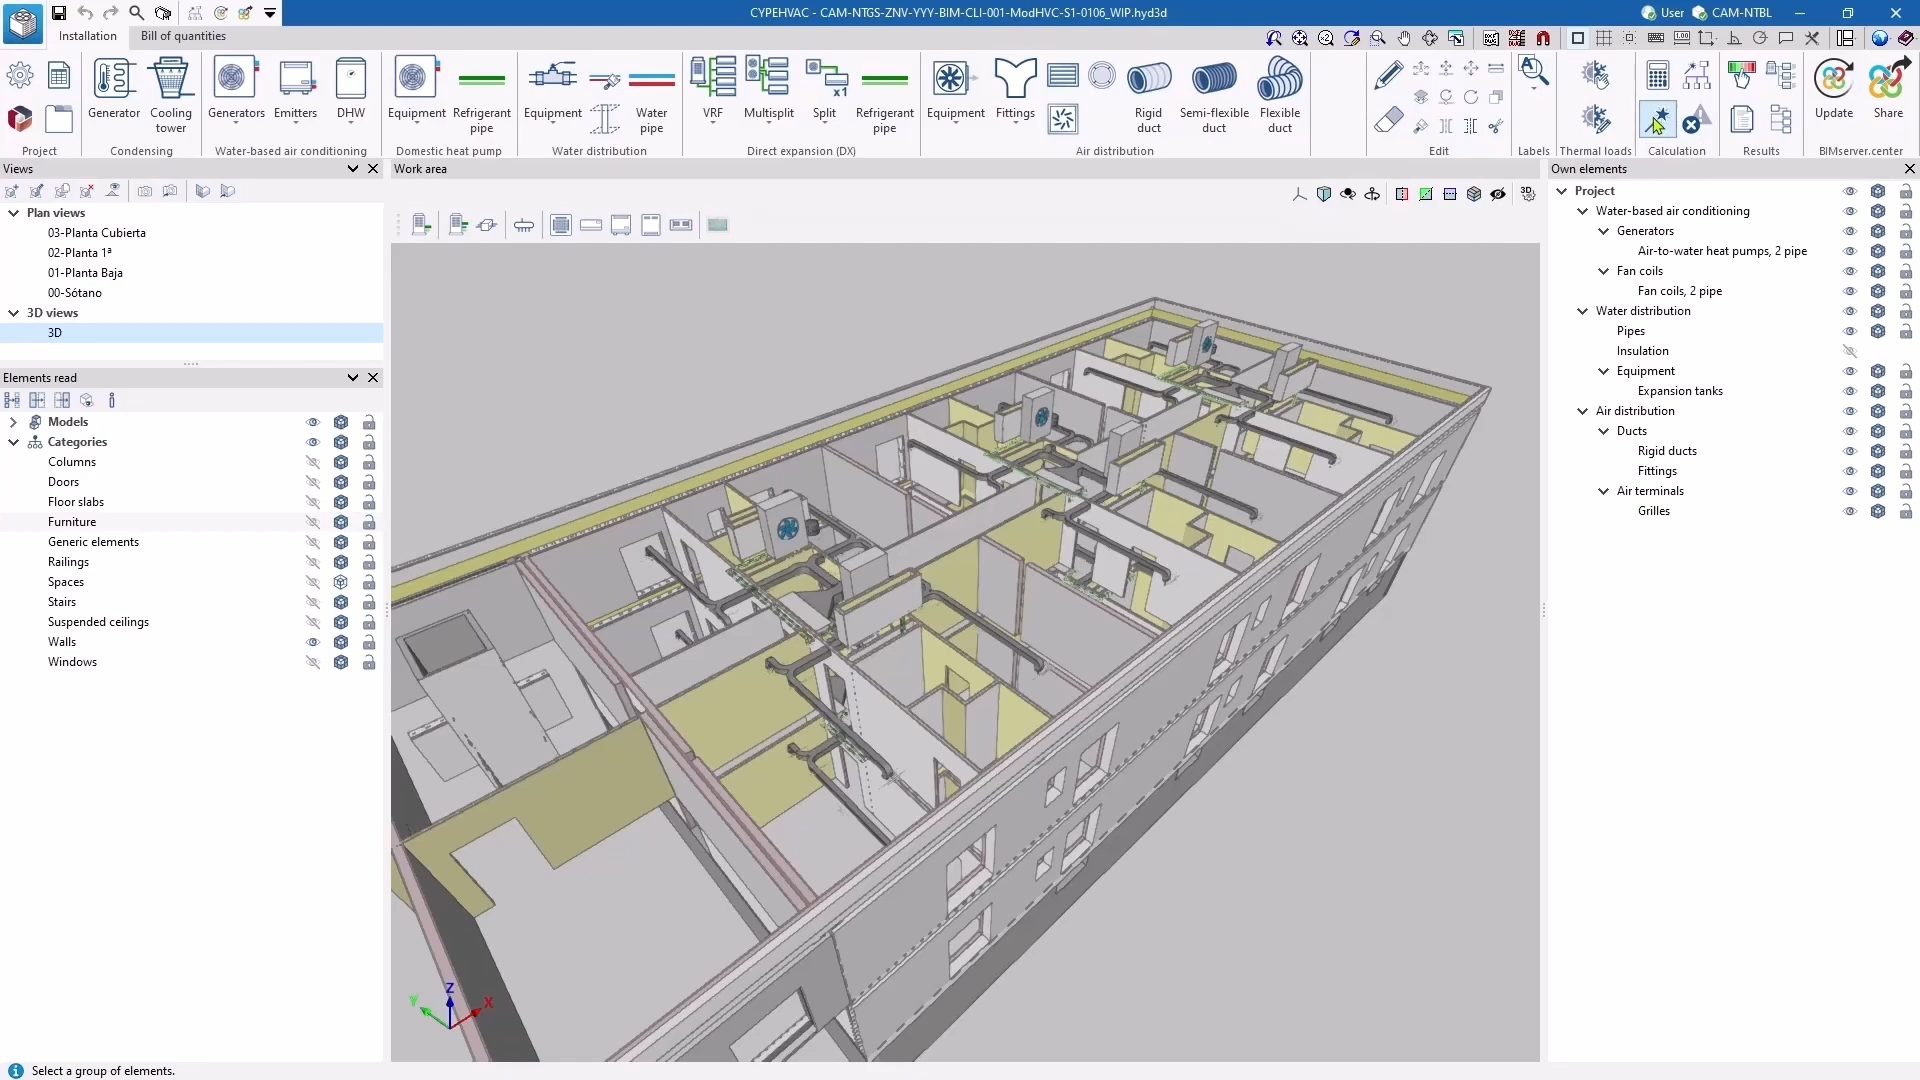 CYPEHVAC - CAM-NTGS-ZNV-YYY-BIM-CLI-001-ModHVC-S1-0106_WIP.hyd3d
User
CAM-NTBL
Installation
Bill of quantities
Generator
Cooling tower
Generators
Emitters
DHW
Equipment
Refrigerant pipe
Equipment
Water pipe
VRF
Multisplit
x1
Split
Refrigerant pipe
Equipment
Fittings
Rigid duct
Semi-flexible duct
Flexible duct
Update
Share
Project
Condensing
Water-based air conditioning
Domestic heat pump
Water distribution
Direct expansion (DX)
Air distribution
Edit
Labels
Thermal loads
Calculation
Results
BIMserver.center
Views
Plan views
03-Planta Cubierta
02-Planta 1ª
01-Planta Baja
00-Sótano
3D views
3D
Elements read
Models
Categories
Columns
Doors
Floor slabs
Furniture
Generic elements
Railings
Spaces
Stairs
Suspended ceilings
Walls
Windows
Work area
3D
Z
Y
X
Own elements
Project
Water-based air conditioning
Generators
Air-to-water heat pumps, 2 pipe
Fan coils
Fan coils, 2 pipe
Water distribution
Pipes
Insulation
Equipment
Expansion tanks
Air distribution
Ducts
Rigid ducts
Fittings
Air terminals
Grilles
Select a group of elements.